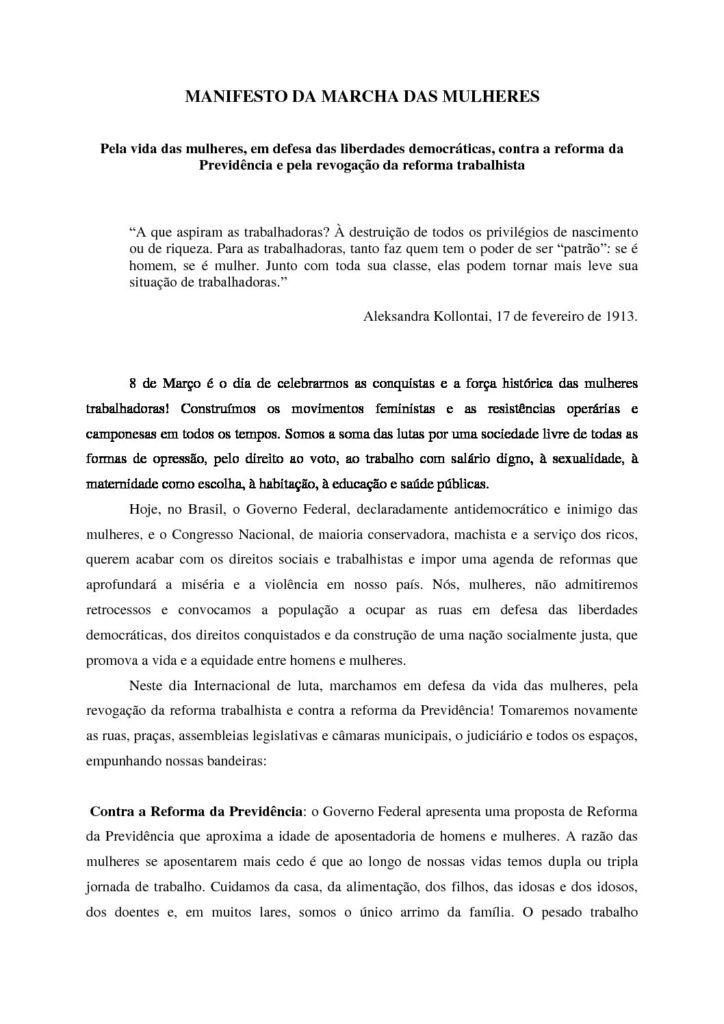 MANIFESTO DA MARCHA DAS MULHERES
Pela vida das mulheres, em defesa das liberdades democráticas, contra a reforma da
Previdência e pela revogação da reforma trabalhista
“A que aspiram as trabalhadoras? À destruição de todos os privilégios de nascimento
ou de riqueza. Para as trabalhadoras, tanto faz quem tem o poder de ser “patrão”: se é
homem, se é mulher. Junto com toda sua classe, elas podem tornar mais leve sua
situação de trabalhadoras.”
Aleksandra Kollontai, 17 de fevereiro de 1913.
8 de Março é o dia de celebrarmos as conquistas e a força histórica das mulheres
trabalhadoras! Construímos os movimentos feministas e as resistências operárias e
camponesas em todos os tempos. Somos a soma das lutas por uma sociedade livre de todas as
formas de opressão, pelo direito ao voto, ao trabalho com salário digno, à sexualidade, à
maternidade como escolha, à habitação, à educação e saúde públicas.
Hoje, no Brasil, o Governo Federal, declaradamente antidemocrático e inimigo das
mulheres, e o Congresso Nacional, de maioria conservadora, machista e a serviço dos ricos,
querem acabar com os direitos sociais e trabalhistas e impor uma agenda de reformas que
aprofundará a miséria e a violência em nosso país. Nós, mulheres, não admitiremos
retrocessos e convocamos a população a ocupar as ruas em defesa das liberdades
democráticas, dos direitos conquistados e da construção de uma nação socialmente justa, que
promova a vida e a equidade entre homens e mulheres.
Neste dia Internacional de luta, marchamos em defesa da vida das mulheres, pela
revogação da reforma trabalhista e contra a reforma da Previdência! Tomaremos novamente
as ruas, praças, assembleias legislativas e câmaras municipais, o judiciário e todos os espaços,
empunhando nossas bandeiras:
Contra a Reforma da Previdência: o Governo Federal apresenta uma proposta de Reforma
da Previdência que aproxima a idade de aposentadoria de homens e mulheres. A razão das
mulheres se aposentarem mais cedo é que ao longo de nossas vidas temos dupla ou tripla
jornada de trabalho. Cuidamos da casa, da alimentação, dos filhos, das idosas e dos idosos,
dos doentes e, em muitos lares, somos o único arrimo da família. O pesado trabalho